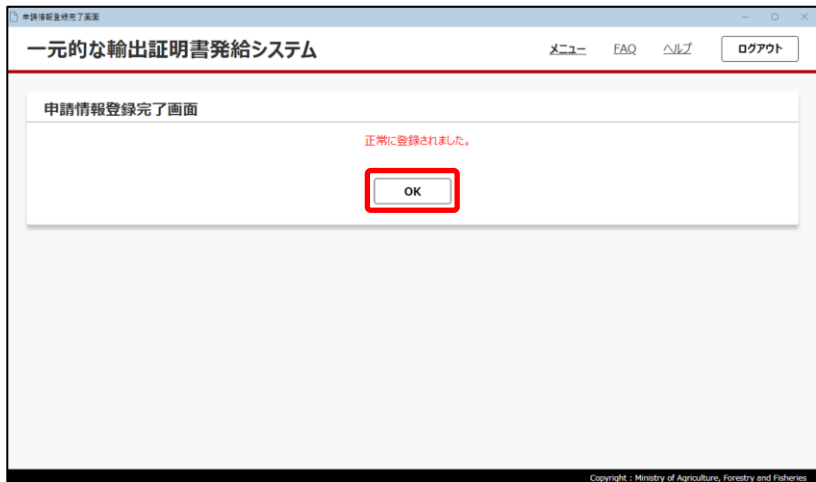 申請情報登録完了画面
一元的な輸出証明書発給システム
メニュー FAQ ヘルプ ログアウト
申請情報登録完了画面
正常に登録されました。
OK
Copyright : Ministry of Agriculture, Forestry and Fisheries